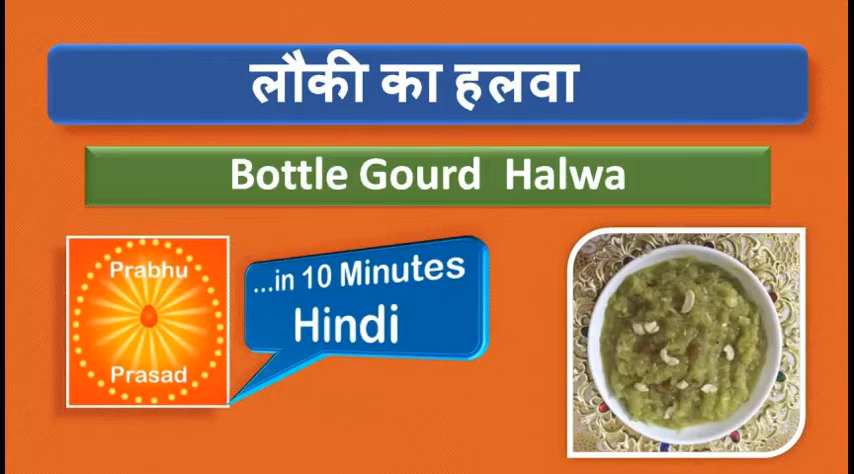 लौकी का हलवा
Bottle Gourd Halwa
Prabhu
Prasad
...in 10 Minutes
Hindi